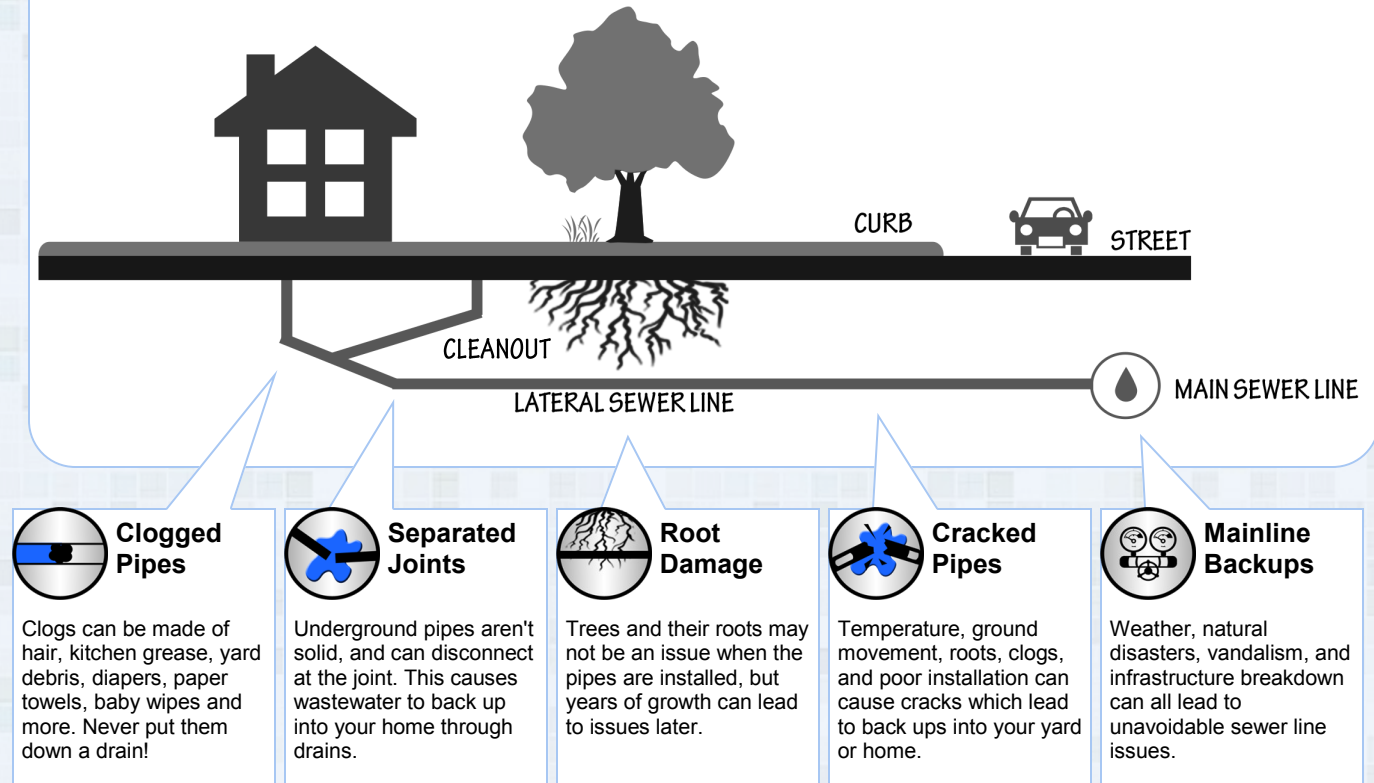 CURB
STREET
CLEANOUT
LATERAL SEWER LINE
MAIN SEWER LINE
Clogged
Pipes
Clogs can be made of
hair, kitchen grease, yard
debris, diapers, paper
towels, baby wipes and
more. Never put them
down a drain!
Separated
Joints
Underground pipes aren't
solid, and can disconnect
at the joint. This causes
wastewater to back up
into your home through
drains.
Root
Damage
Trees and their roots may
not be an issue when the
pipes are installed, but
years of growth can lead
to issues later.
Cracked
Pipes
Temperature, ground
movement, roots, clogs,
and poor installation can
cause cracks which lead
to back ups into your yard
or home.
Mainline
Backups
Weather, natural
disasters, vandalism, and
infrastructure breakdown
can all lead to
unavoidable sewer line
issues.